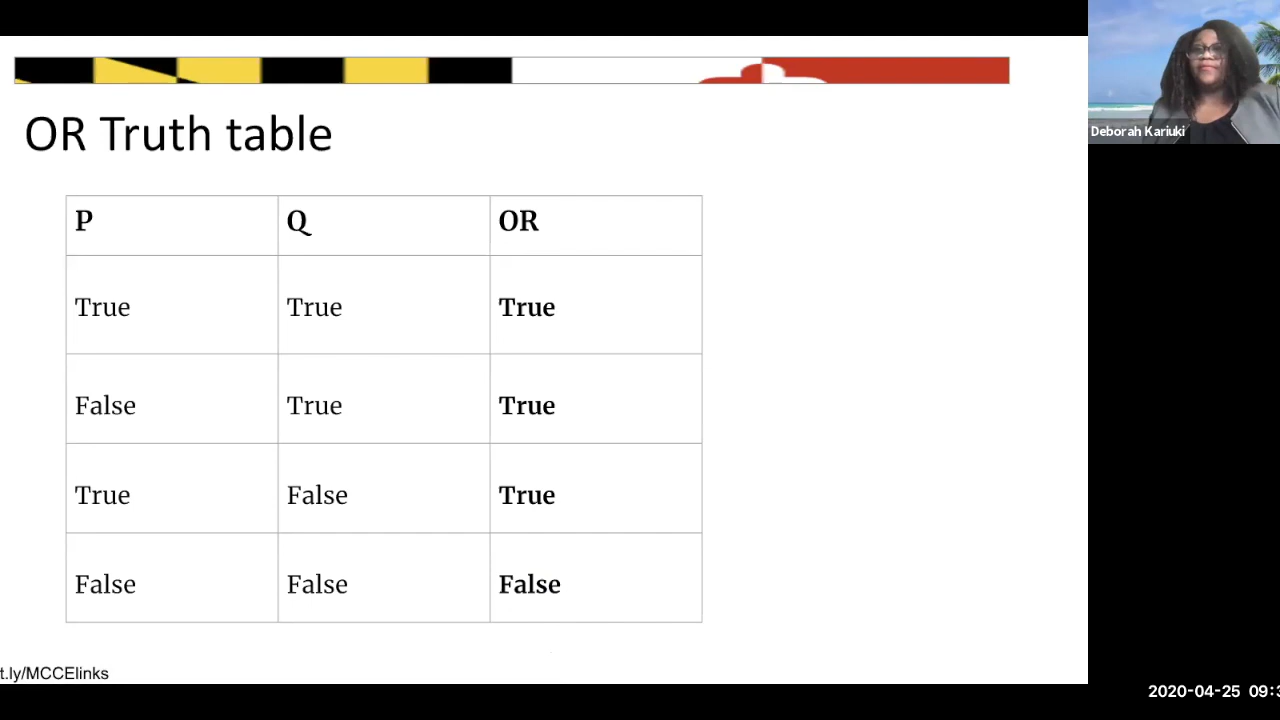 OR Truth table
P Q OR
True True True
False True True
True False True
False False False
t.ly/MCCElinks
Deborah Kariuki
2020-04-25 09:3